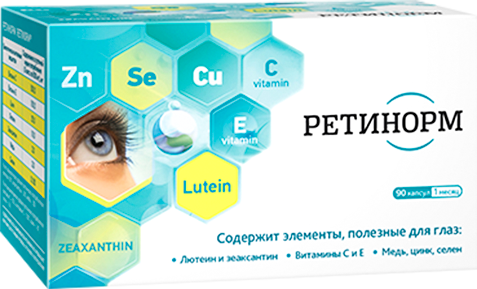 Zn
Se
Cu
C
vitamin
E
vitamin
Lutein
ZEAXANTHIN
РЕТИНОРМ
90 капсул 1 месяц
Содержит элементы, полезные для глаз:
• Лютеин и зеаксантин • Витамины С и Е • Медь, цинк, селен